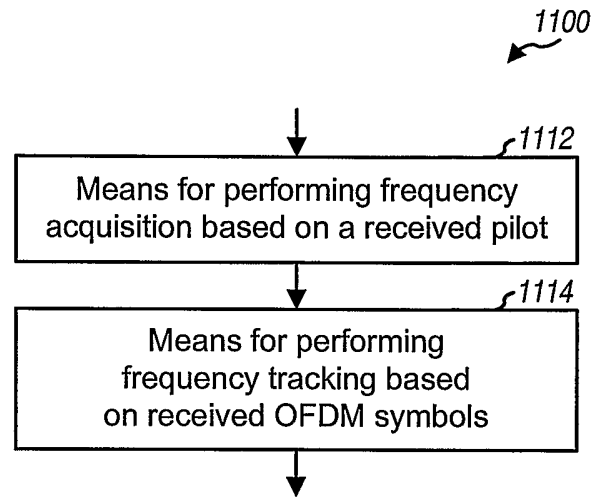 1100
1112
Means for performing frequency
acquisition based on a received pilot
1114
Means for performing
frequency tracking based
on received OFDM symbols